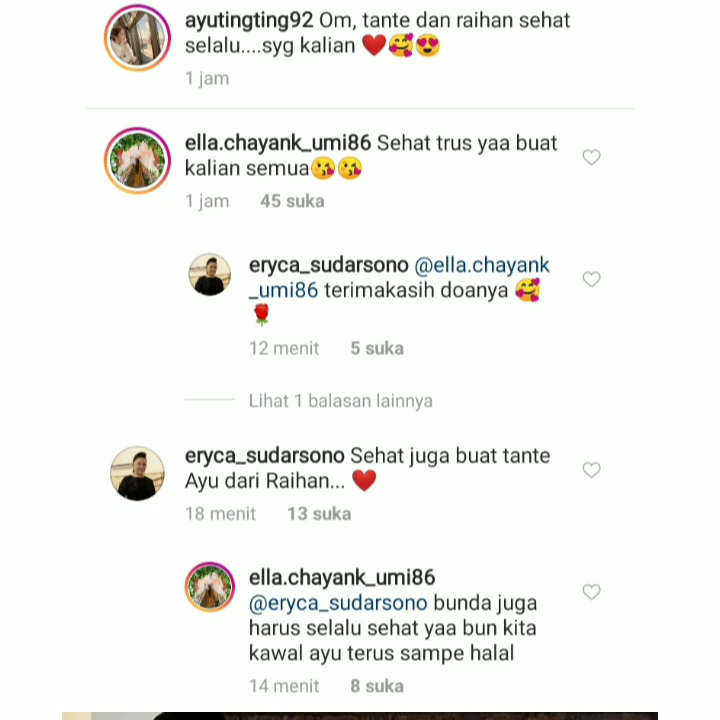 ayutingting92 Om, tante dan raihan sehat
selalu....syg kalian ❤️🥰😍
1 jam
ella.chayank_umi86 Sehat trus yaa buat
kalian semua😘😘
1 jam 45 suka
eryca_sudarsono @ella.chayank
_umi86 terimakasih doanya 🥰
🌹
12 menit 5 suka
Lihat 1 balasan lainnya
eryca_sudarsono Sehat juga buat tante
Ayu dari Raihan... ❤️
18 menit 13 suka
ella.chayank_umi86
@eryca_sudarsono bunda juga
harus selalu sehat yaa bun kita
kawal ayu terus sampe halal
14 menit 8 suka